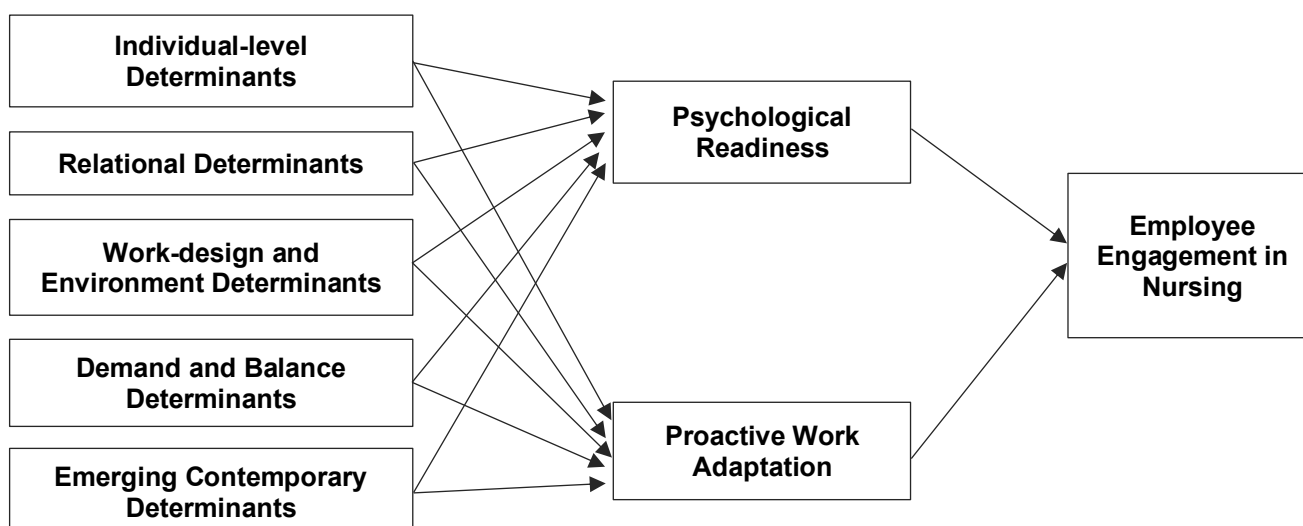 Individual-level
Determinants
Relational Determinants
Work-design and
Environment Determinants
Demand and Balance
Determinants
Emerging Contemporary
Determinants
Psychological
Readiness
Proactive Work
Adaptation
Employee
Engagement in
Nursing